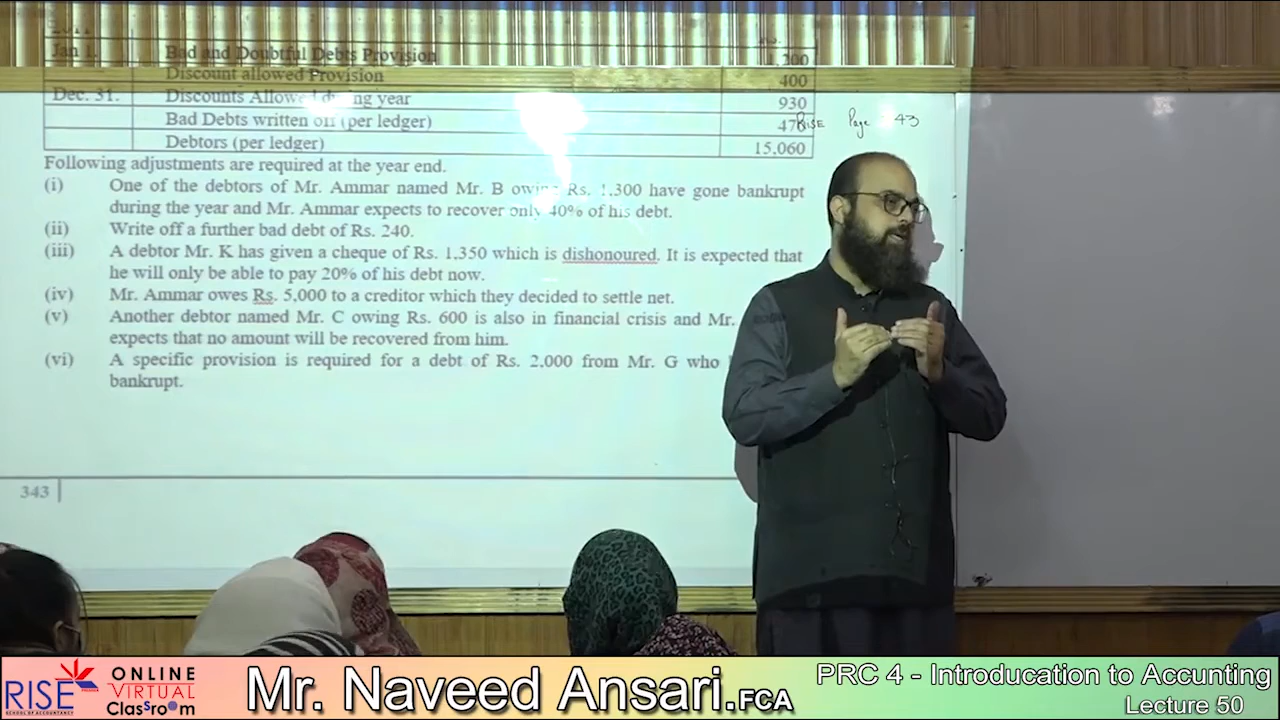 Jan 1. Bad and Doubtful Debts Provision
Discount allowed Provision 400
Dec. 31. Discounts Allowed during year 930
Bad Debts written off (per ledger)
RISE Page 43
Debtors (per ledger) 15,060
Following adjustments are required at the year end.
(i) One of the debtors of Mr. Ammar named Mr. B owing Rs. 1,300 have gone bankrupt
during the year and Mr. Ammar expects to recover only 40% of his debt.
(ii) Write off a further bad debt of Rs. 240.
(iii) A debtor Mr. K has given a cheque of Rs. 1,350 which is dishonoured. It is expected that
he will only be able to pay 20% of his debt now.
(iv) Mr. Ammar owes Rs. 5,000 to a creditor which they decided to settle net.
(v) Another debtor named Mr. C owing Rs. 600 is also in financial crisis and Mr.
expects that no amount will be recovered from him.
(vi) A specific provision is required for a debt of Rs. 2,000 from Mr. G who
bankrupt.
343
RISE
SCHOOL OF ACCOUNTANCY
ONLINE
VIRTUAL
ClasSroom
Mr. Naveed Ansari.FCA
PRC 4 - Introducation to Accunting
Lecture 50